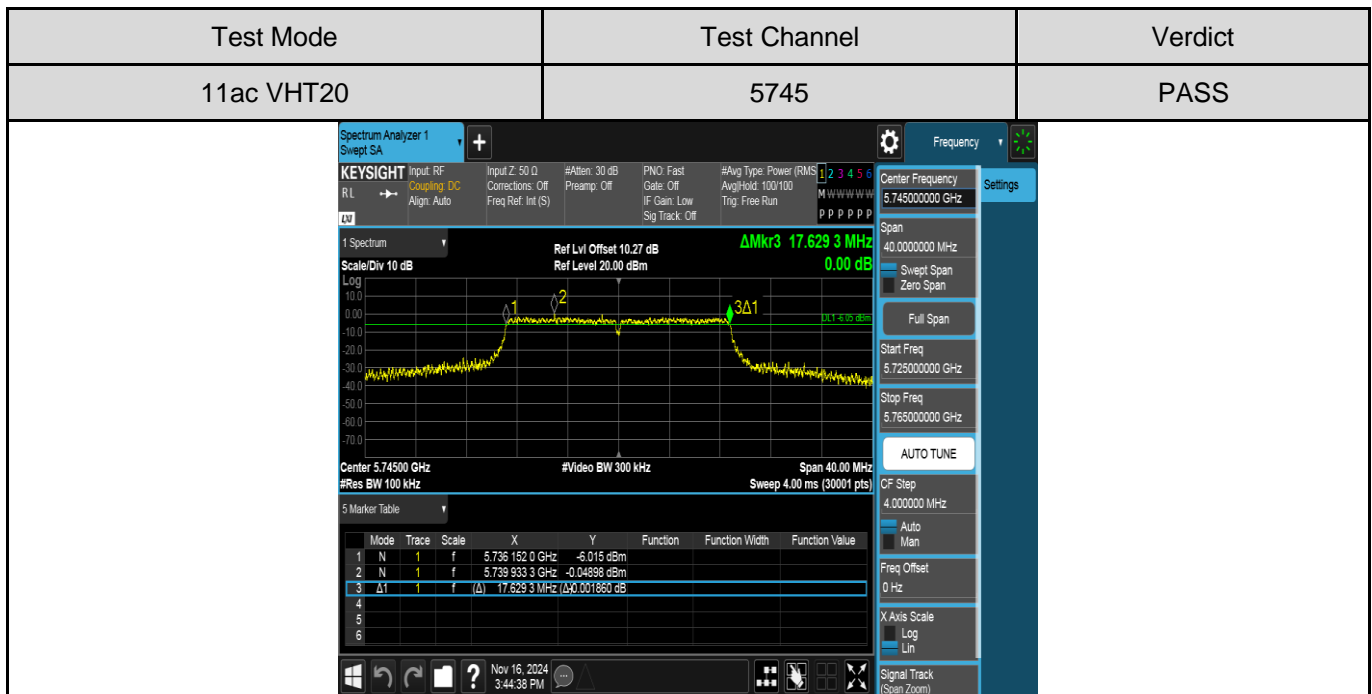 Test Mode Test Channel Verdict
11ac VHT20 5745 PASS
Spectrum Analyzer 1
Swept SA
+
Frequency
KEYSIGHT
RL
LXI
Input: RF
Coupling: DC
Align: Auto
Input Z: 50 Ω
Corrections: Off
Freq Ref: Int (S)
#Atten: 30 dB
Preamp: Off
PNO: Fast
Gate: Off
IF Gain: Low
Sig Track: Off
#Avg Type: Power (RMS
Avg|Hold: 100/100
Trig: Free Run
1 2 3 4 5 6
M W W W W W
P P P P P P
1 Spectrum
Scale/Div 10 dB
Log
Ref Lvl Offset 10.27 dB
Ref Level 20.00 dBm
ΔMkr3 17.629 3 MHz
0.00 dB
10.0
0.00
-10.0
-20.0
-30.0
-40.0
-50.0
-60.0
-70.0
1
2
3Δ1
DL1 -6.05 dBm
Center 5.74500 GHz
#Res BW 100 kHz
#Video BW 300 kHz
Span 40.00 MHz
Sweep 4.00 ms (30001 pts)
5 Marker Table
Mode Trace Scale X Y Function Function Width Function Value
1 N 1 f 5.736 152 0 GHz -6.015 dBm
2 N 1 f 5.739 933 3 GHz -0.04898 dBm
3 Δ1 1 f (Δ) 17.629 3 MHz (Δ) 0.001860 dB
4
5
6
Nov 16, 2024
3:44:38 PM
?
Center Frequency
5.745000000 GHz
Settings
Span
40.0000000 MHz
Swept Span
Zero Span
Full Span
Start Freq
5.725000000 GHz
Stop Freq
5.765000000 GHz
AUTO TUNE
CF Step
4.000000 MHz
Auto
Man
Freq Offset
0 Hz
X Axis Scale
Log
Lin
Signal Track
(Span Zoom)